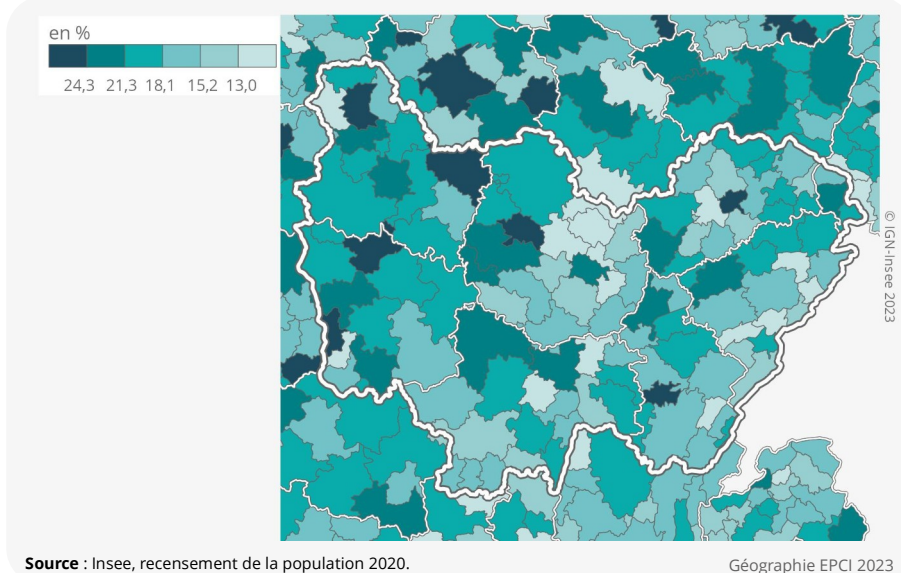 en %
24,3 21,3 18,1 15,2 13,0
© IGN-Insee 2023
Source : Insee, recensement de la population 2020.
Géographie EPCI 2023